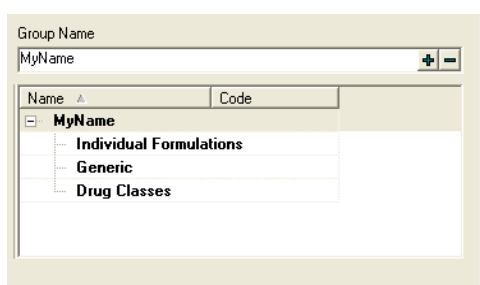 Group Name
MyName
Name Code
MyName
Individual Formulations
Generic
Drug Classes